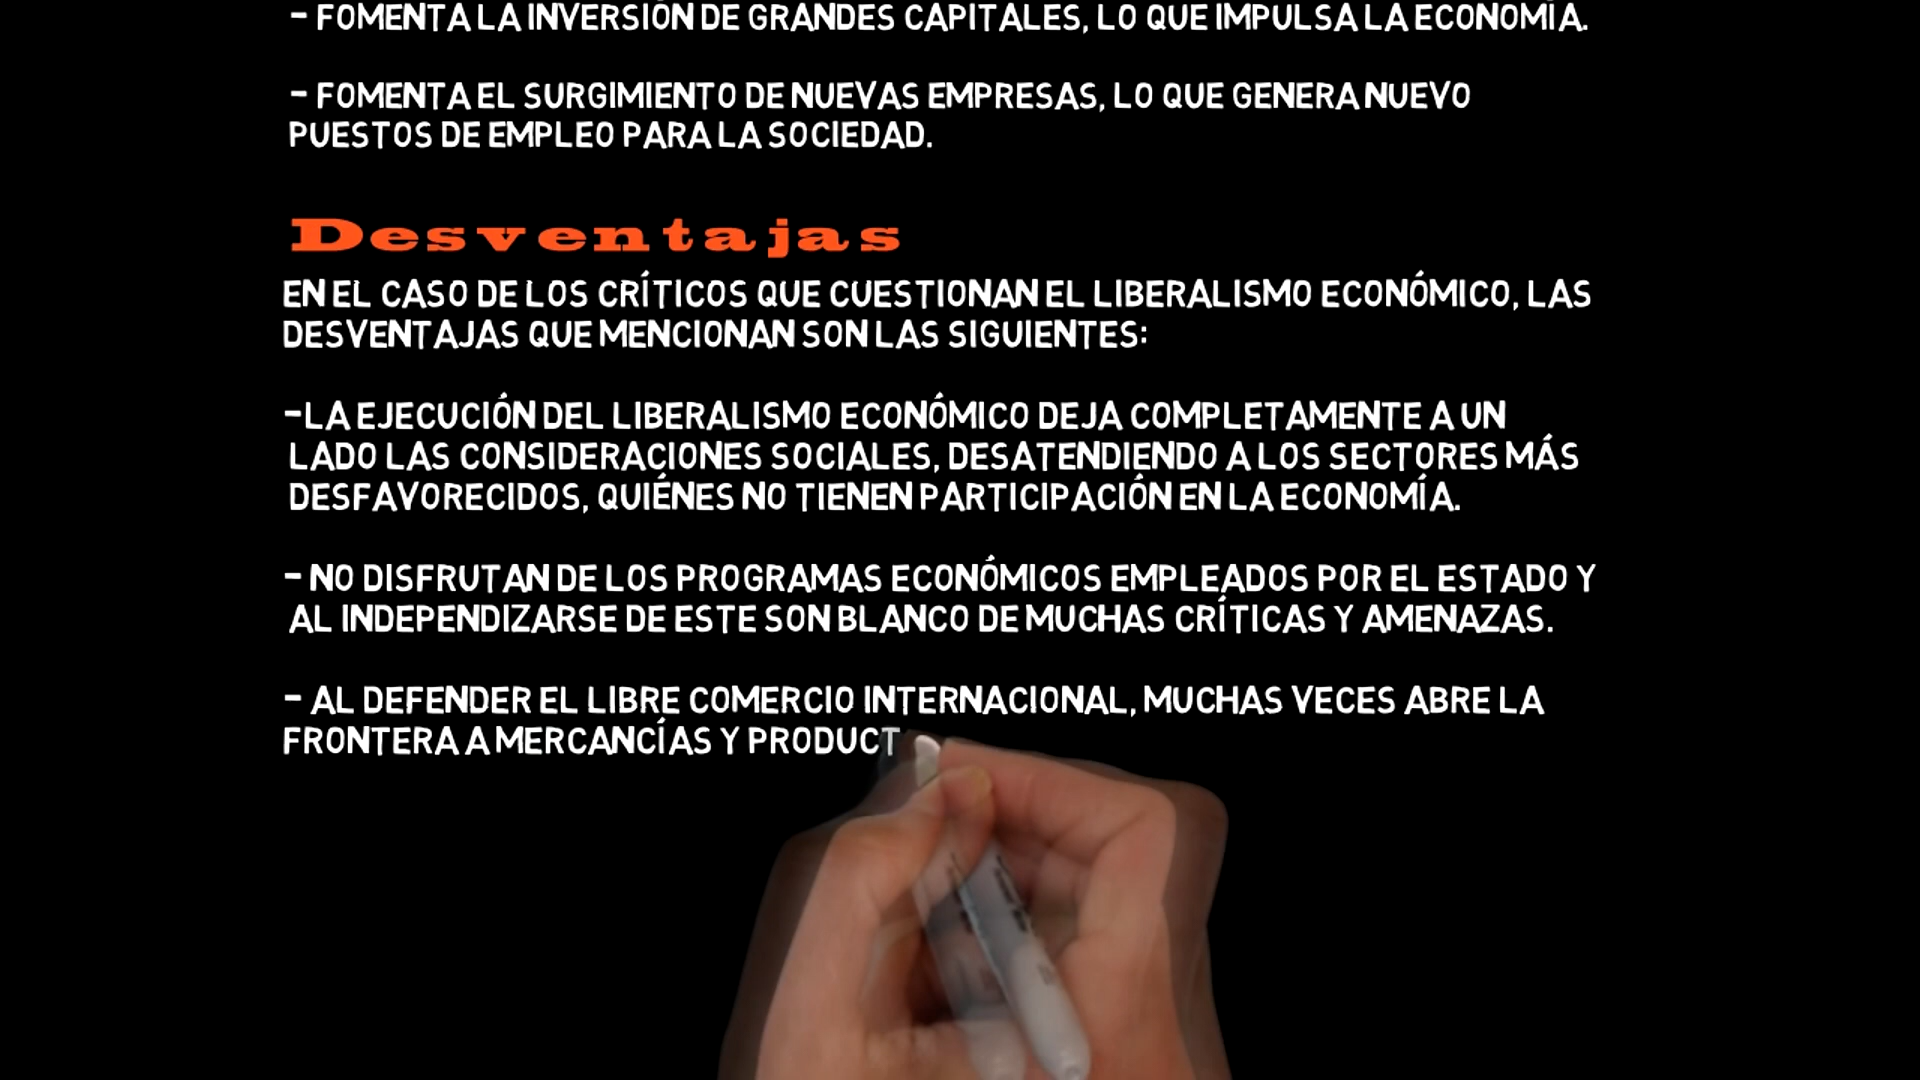 - FOMENTA LA INVERSIÓN DE GRANDES CAPITALES, LO QUE IMPULSA LA ECONOMÍA.
- FOMENTA EL SURGIMIENTO DE NUEVAS EMPRESAS, LO QUE GENERA NUEVO
PUESTOS DE EMPLEO PARA LA SOCIEDAD.
Desventajas
EN EL CASO DE LOS CRÍTICOS QUE CUESTIONAN EL LIBERALISMO ECONÓMICO, LAS
DESVENTAJAS QUE MENCIONAN SON LAS SIGUIENTES:
-LA EJECUCIÓN DEL LIBERALISMO ECONÓMICO DEJA COMPLETAMENTE A UN
LADO LAS CONSIDERACIONES SOCIALES, DESATENDIENDO A LOS SECTORES MÁS
DESFAVORECIDOS, QUIÉNES NO TIENEN PARTICIPACIÓN EN LA ECONOMÍA.
- NO DISFRUTAN DE LOS PROGRAMAS ECONÓMICOS EMPLEADOS POR EL ESTADO Y
AL INDEPENDIZARSE DE ESTE SON BLANCO DE MUCHAS CRÍTICAS Y AMENAZAS.
- AL DEFENDER EL LIBRE COMERCIO INTERNACIONAL, MUCHAS VECES ABRE LA
FRONTERA A MERCANCÍAS Y PRODUCT